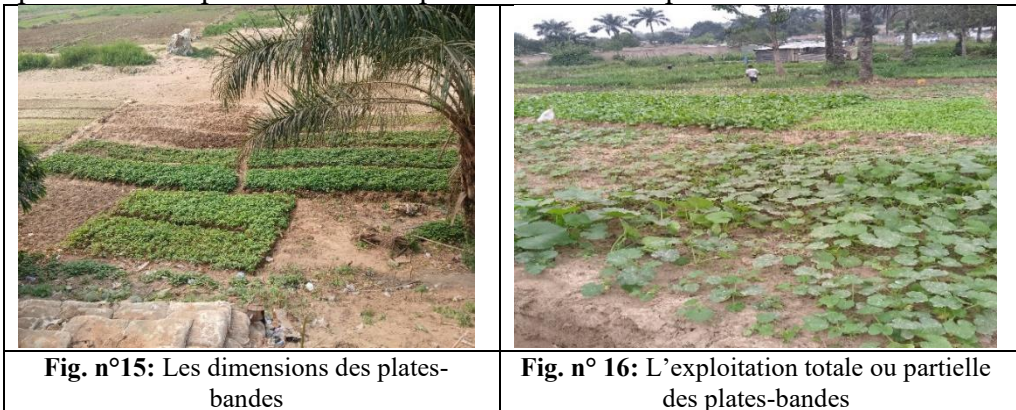 Fig. n°15: Les dimensions des plates-
bandes
Fig. n° 16: L’exploitation totale ou partielle
des plates-bandes